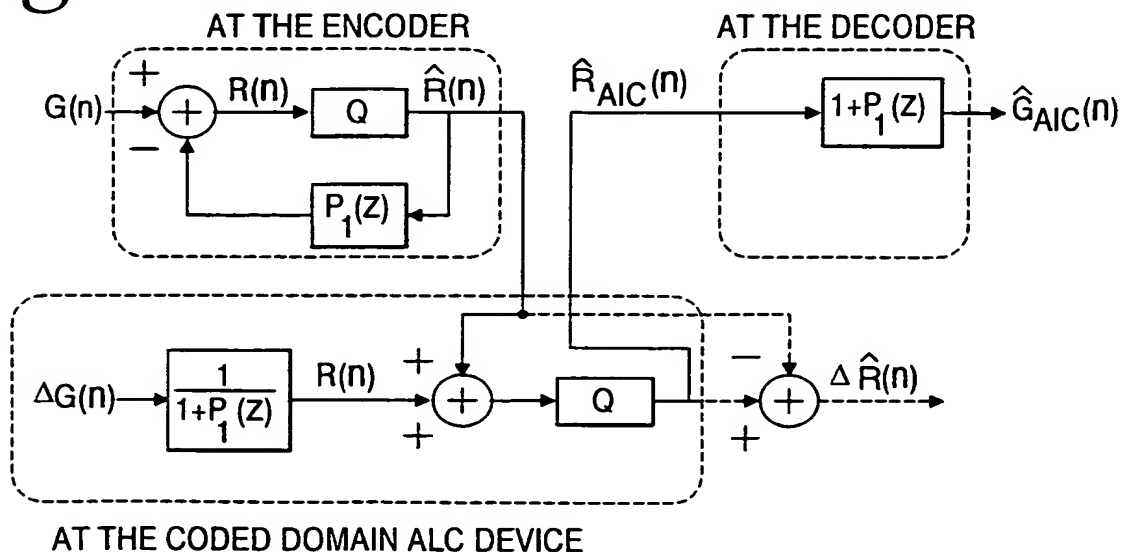 g
AT THE ENCODER
AT THE DECODER
+
G(n)
+
−
R(n)
Q
R̂(n)
P₁(Z)
R̂AIC(n)
1+P₁(Z)
ĜAIC(n)
ΔG(n)
1
1+P₁(Z)
R(n)
+
+
+
Q
−
+
+
Δ R̂(n)
AT THE CODED DOMAIN ALC DEVICE